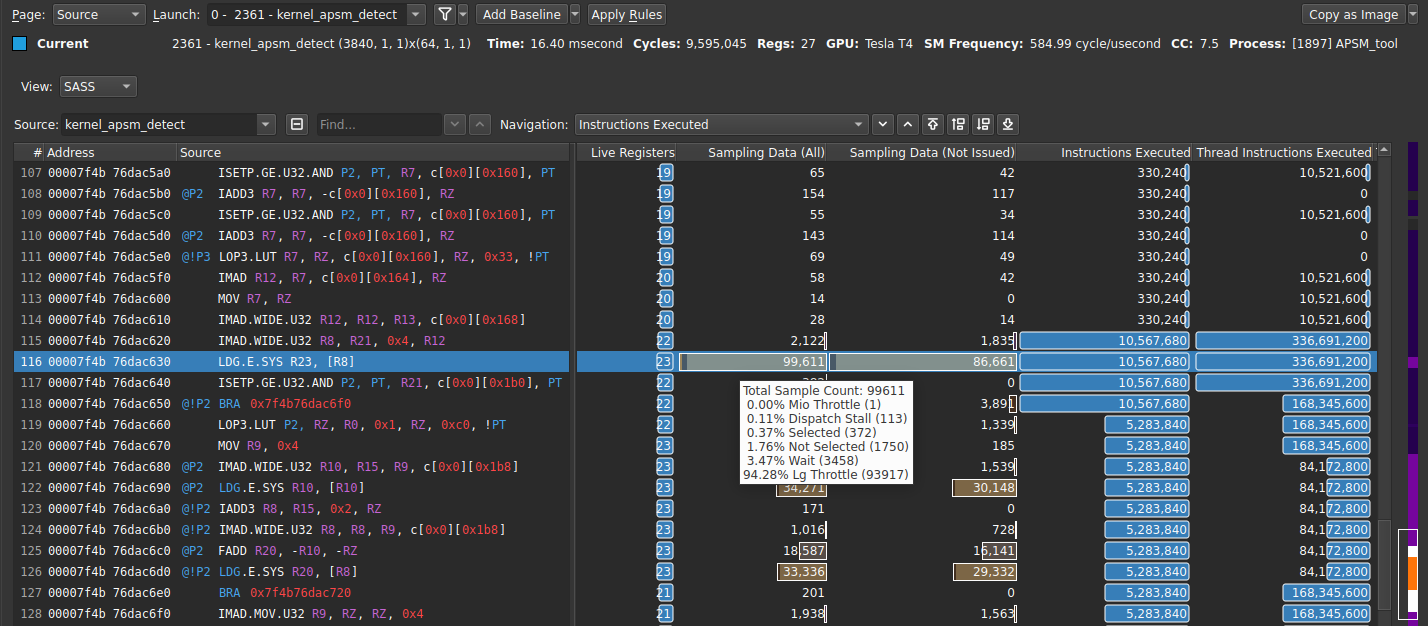 Page: Source Launch: 0 - 2361 - kernel_apsm_detect Add Baseline Apply Rules Copy as Image
Current 2361 - kernel_apsm_detect (3840, 1, 1)x(64, 1, 1) Time: 16.40 msecond Cycles: 9,595,045 Regs: 27 GPU: Tesla T4 SM Frequency: 584.99 cycle/usecond CC: 7.5 Process: [1897] APSM_tool
View: SASS
Source: kernel_apsm_detect Find... Navigation: Instructions Executed
# Address Source Live Registers Sampling Data (All) Sampling Data (Not Issued) Instructions Executed Thread Instructions Executed
107 00007f4b 76dac5a0 ISETP.GE.U32.AND P2, PT, R7, c[0x0][0x160], PT 19 65 42 330,240 10,521,600
108 00007f4b 76dac5b0 @P2 IADD3 R7, R7, -c[0x0][0x160], RZ 19 154 117 330,240 0
109 00007f4b 76dac5c0 ISETP.GE.U32.AND P2, PT, R7, c[0x0][0x160], PT 19 55 34 330,240 10,521,600
110 00007f4b 76dac5d0 @P2 IADD3 R7, R7, -c[0x0][0x160], RZ 19 143 114 330,240 0
111 00007f4b 76dac5e0 @!P3 LOP3.LUT R7, RZ, c[0x0][0x160], RZ, 0x33, !PT 19 69 49 330,240 0
112 00007f4b 76dac5f0 IMAD R12, R7, c[0x0][0x164], RZ 20 58 42 330,240 10,521,600
113 00007f4b 76dac600 MOV R7, RZ 20 14 0 330,240 10,521,600
114 00007f4b 76dac610 IMAD.WIDE.U32 R12, R12, R13, c[0x0][0x168] 20 28 14 330,240 10,521,600
115 00007f4b 76dac620 IMAD.WIDE.U32 R8, R21, 0x4, R12 22 2,122 1,835 10,567,680 336,691,200
116 00007f4b 76dac630 LDG.E.SYS R23, [R8] 23 99,611 86,661 10,567,680 336,691,200
117 00007f4b 76dac640 ISETP.GE.U32.AND P2, PT, R21, c[0x0][0x1b0], PT 22 0 10,567,680 336,691,200
118 00007f4b 76dac650 @!P2 BRA 0x7f4b76dac6f0 22 3,891 10,567,680 168,345,600
119 00007f4b 76dac660 LOP3.LUT P2, RZ, R0, 0x1, RZ, 0xc0, !PT 22 1,339 5,283,840 168,345,600
120 00007f4b 76dac670 MOV R9, 0x4 22 185 5,283,840 168,345,600
121 00007f4b 76dac680 @P2 IMAD.WIDE.U32 R10, R15, R9, c[0x0][0x1b8] 23 1,539 5,283,840 84,172,800
122 00007f4b 76dac690 @P2 LDG.E.SYS R10, [R10] 23 34,271 30,148 5,283,840 84,172,800
123 00007f4b 76dac6a0 @!P2 IADD3 R8, R15, 0x2, RZ 23 171 0 5,283,840 84,172,800
124 00007f4b 76dac6b0 @!P2 IMAD.WIDE.U32 R8, R8, R9, c[0x0][0x1b8] 23 1,016 728 5,283,840 84,172,800
125 00007f4b 76dac6c0 @P2 FADD R20, -R10, -RZ 23 18,587 16,141 5,283,840 84,172,800
126 00007f4b 76dac6d0 @!P2 LDG.E.SYS R20, [R8] 23 33,336 29,332 5,283,840 84,172,800
127 00007f4b 76dac6e0 BRA 0x7f4b76dac720 21 201 0 5,283,840 168,345,600
128 00007f4b 76dac6f0 IMAD.MOV.U32 R9, RZ, RZ, 0x4 21 1,938 1,563 5,283,840 168,345,600
Total Sample Count: 99611
0.00% Mio Throttle (1)
0.11% Dispatch Stall (113)
0.37% Selected (372)
1.76% Not Selected (1750)
3.47% Wait (3458)
94.28% Lg Throttle (93917)